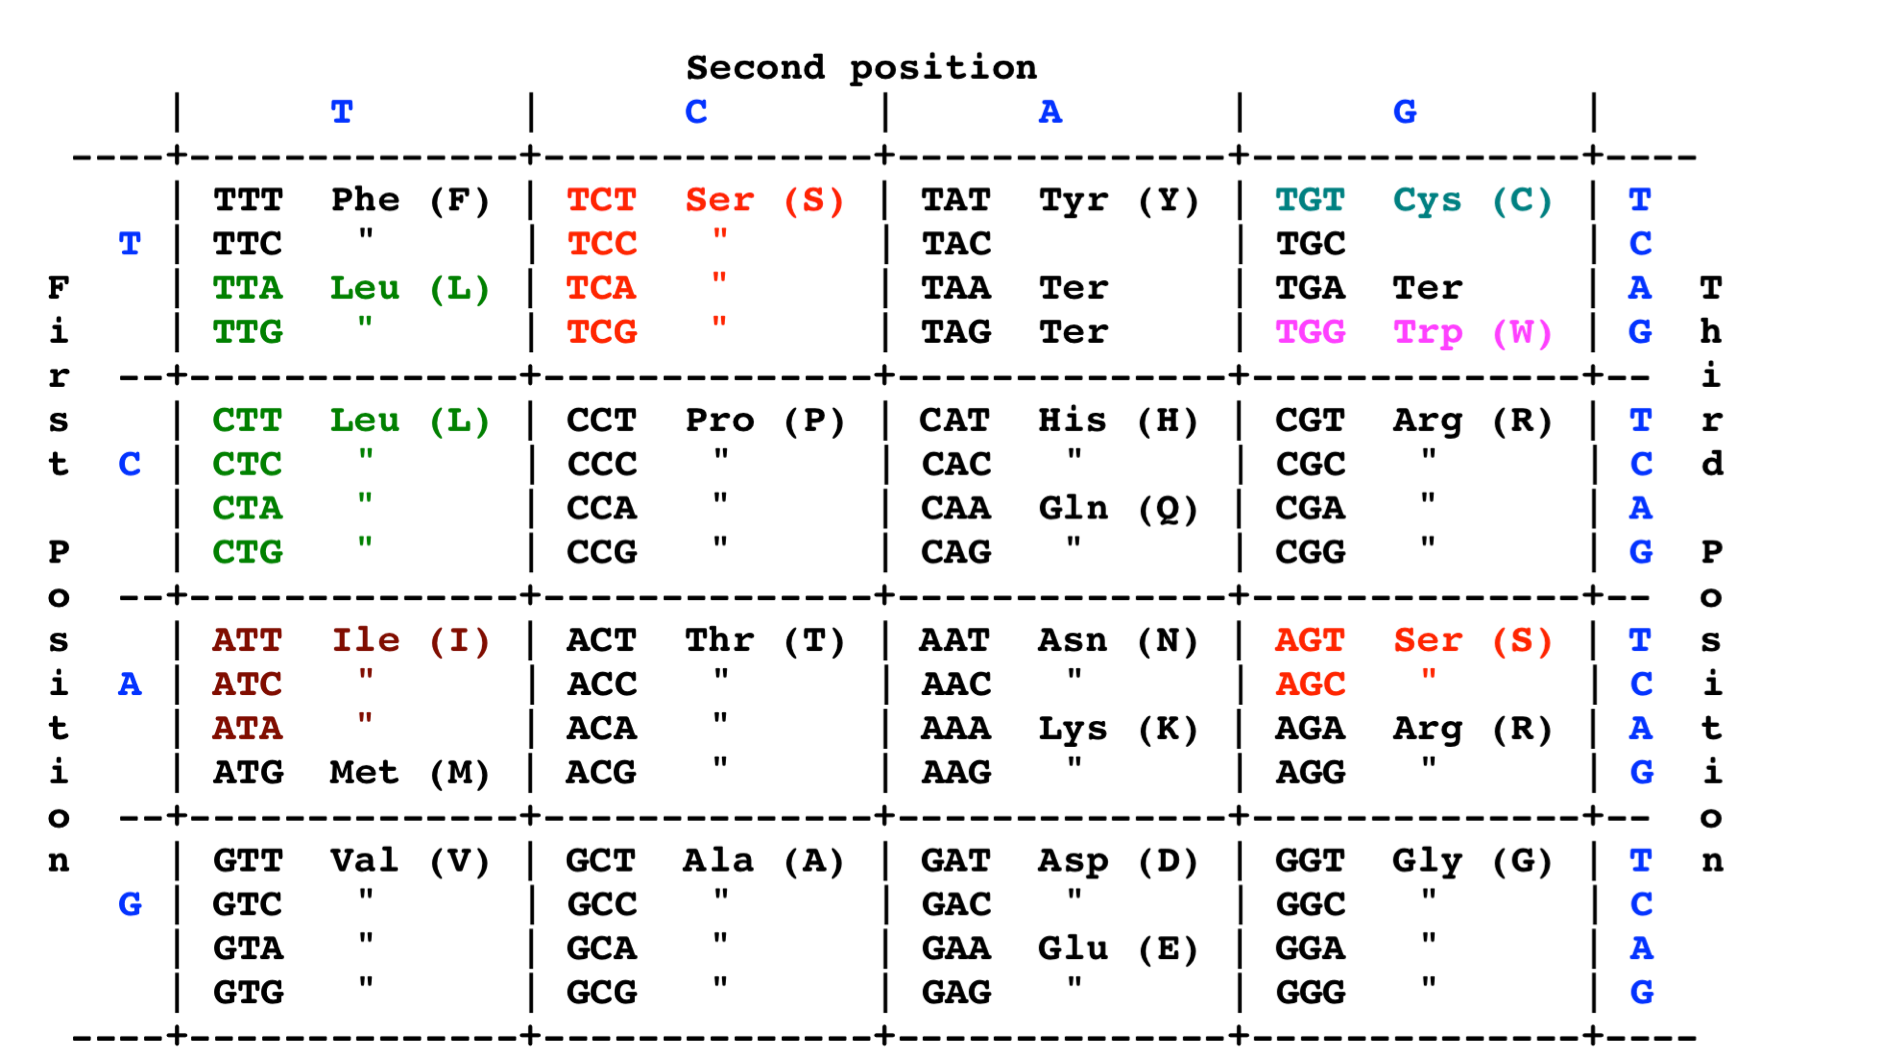 Second position
| T | C | A | G |
----+--------------+--------------+--------------+--------------+----
| TTT Phe (F) | TCT Ser (S) | TAT Tyr (Y) | TGT Cys (C) | T
T | TTC " | TCC " | TAC | TGC | C
F | TTA Leu (L) | TCA " | TAA Ter | TGA Ter | A T
i | TTG " | TCG " | TAG Ter | TGG Trp (W) | G h
r --+--------------+--------------+--------------+--------------+-- i
s | CTT Leu (L) | CCT Pro (P) | CAT His (H) | CGT Arg (R) | T r
t C | CTC " | CCC " | CAC " | CGC " | C d
| CTA " | CCA " | CAA Gln (Q) | CGA " | A
P | CTG " | CCG " | CAG " | CGG " | G P
o --+--------------+--------------+--------------+--------------+-- o
s | ATT Ile (I) | ACT Thr (T) | AAT Asn (N) | AGT Ser (S) | T s
i A | ATC " | ACC " | AAC " | AGC " | C i
t | ATA " | ACA " | AAA Lys (K) | AGA Arg (R) | A t
i | ATG Met (M) | ACG " | AAG " | AGG " | G i
o --+--------------+--------------+--------------+--------------+-- o
n | GTT Val (V) | GCT Ala (A) | GAT Asp (D) | GGT Gly (G) | T n
G | GTC " | GCC " | GAC " | GGC " | C
| GTA " | GCA " | GAA Glu (E) | GGA " | A
| GTG " | GCG " | GAG " | GGG " | G
----+--------------+--------------+--------------+--------------+----